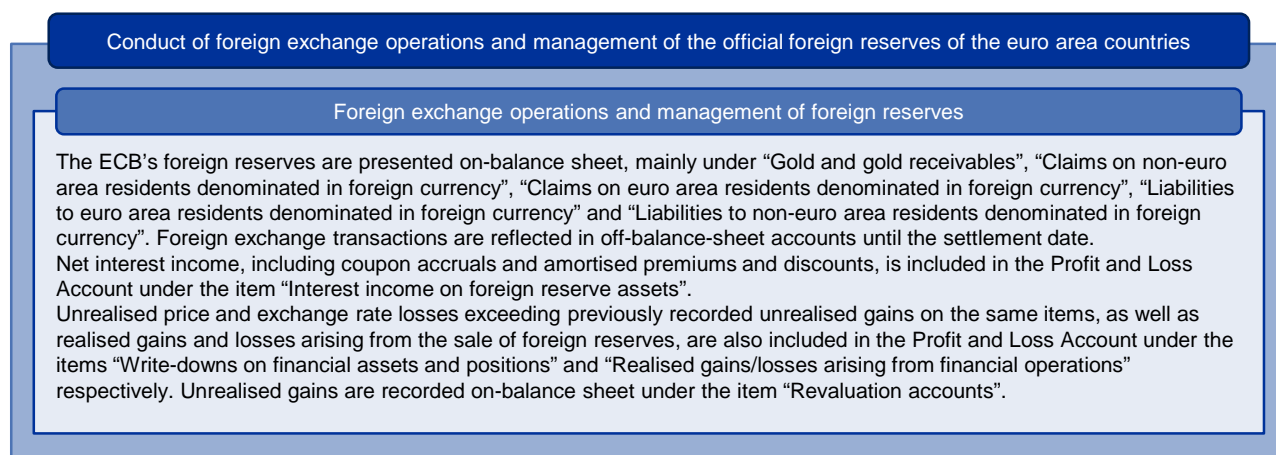 Conduct of foreign exchange operations and management of the official foreign reserves of the euro area countries
Foreign exchange operations and management of foreign reserves
The ECB’s foreign reserves are presented on-balance sheet, mainly under “Gold and gold receivables”, “Claims on non-euro
area residents denominated in foreign currency”, “Claims on euro area residents denominated in foreign currency”, “Liabilities
to euro area residents denominated in foreign currency” and “Liabilities to non-euro area residents denominated in foreign
currency”. Foreign exchange transactions are reflected in off-balance-sheet accounts until the settlement date.
Net interest income, including coupon accruals and amortised premiums and discounts, is included in the Profit and Loss
Account under the item “Interest income on foreign reserve assets”.
Unrealised price and exchange rate losses exceeding previously recorded unrealised gains on the same items, as well as
realised gains and losses arising from the sale of foreign reserves, are also included in the Profit and Loss Account under the
items “Write-downs on financial assets and positions” and “Realised gains/losses arising from financial operations”
respectively. Unrealised gains are recorded on-balance sheet under the item “Revaluation accounts”.